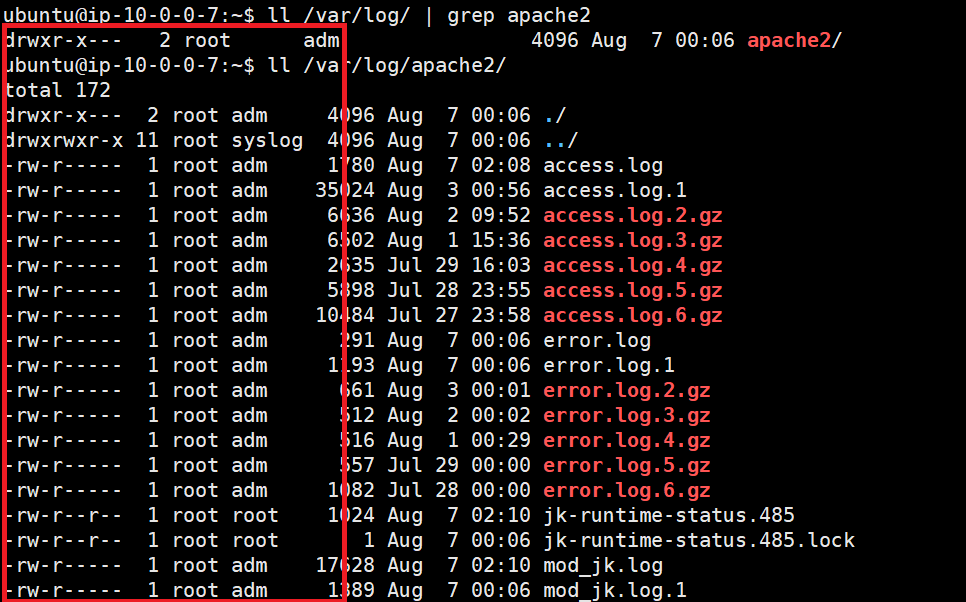 ubuntu@ip-10-0-0-7:~$ ll /var/log/ | grep apache2
drwxr-x---   2 root      adm                4096 Aug  7 00:06 apache2/
ubuntu@ip-10-0-0-7:~$ ll /var/log/apache2/
total 172
drwxr-x---  2 root adm     4096 Aug  7 00:06 ./
drwxrwxr-x 11 root syslog  4096 Aug  7 00:06 ../
-rw-r-----  1 root adm     1780 Aug  7 02:08 access.log
-rw-r-----  1 root adm    35024 Aug  3 00:56 access.log.1
-rw-r-----  1 root adm     6636 Aug  2 09:52 access.log.2.gz
-rw-r-----  1 root adm     6502 Aug  1 15:36 access.log.3.gz
-rw-r-----  1 root adm     2635 Jul 29 16:03 access.log.4.gz
-rw-r-----  1 root adm     5898 Jul 28 23:55 access.log.5.gz
-rw-r-----  1 root adm    10484 Jul 27 23:58 access.log.6.gz
-rw-r-----  1 root adm      291 Aug  7 00:06 error.log
-rw-r-----  1 root adm     1193 Aug  7 00:06 error.log.1
-rw-r-----  1 root adm      661 Aug  3 00:01 error.log.2.gz
-rw-r-----  1 root adm      512 Aug  2 00:02 error.log.3.gz
-rw-r-----  1 root adm      516 Aug  1 00:29 error.log.4.gz
-rw-r-----  1 root adm      557 Jul 29 00:00 error.log.5.gz
-rw-r-----  1 root adm     1082 Jul 28 00:00 error.log.6.gz
-rw-r--r--  1 root root    1024 Aug  7 02:10 jk-runtime-status.485
-rw-r--r--  1 root root       1 Aug  7 00:06 jk-runtime-status.485.lock
-rw-r-----  1 root adm    17628 Aug  7 02:10 mod_jk.log
-rw-r-----  1 root adm     1389 Aug  7 00:06 mod_jk.log.1